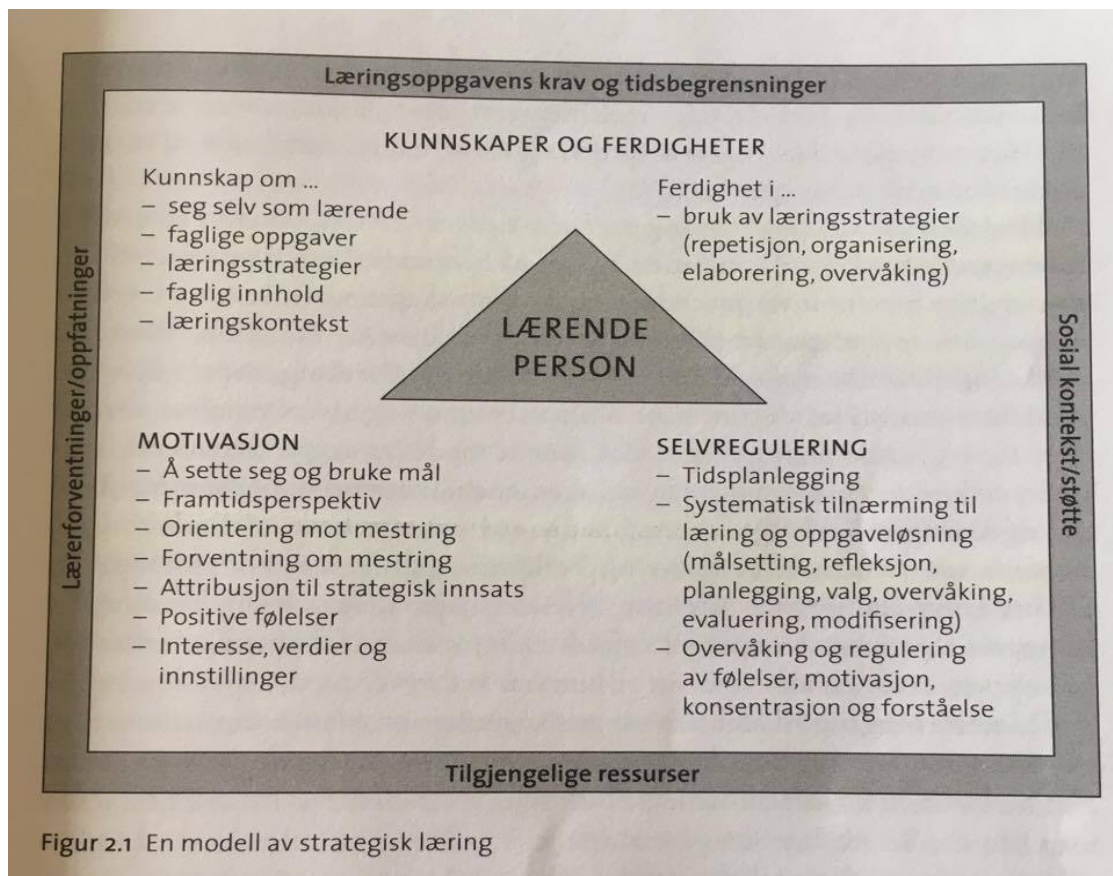 Læringsoppgavens krav og tidsbegrensninger
KUNNSKAPER OG FERDIGHETER
Kunnskap om ...
– seg selv som lærende
– faglige oppgaver
– læringsstrategier
– faglig innhold
– læringskontekst
Ferdighet i ...
– bruk av læringsstrategier
(repetisjon, organisering,
elaborering, overvåking)
Lærerforventninger/oppfatninger
LÆRENDE
PERSON
Sosial kontekst/støtte
MOTIVASJON
– Å sette seg og bruke mål
– Framtidsperspektiv
– Orientering mot mestring
– Forventning om mestring
– Attribusjon til strategisk innsats
– Positive følelser
– Interesse, verdier og
innstillinger
SELVREGULERING
– Tidsplanlegging
– Systematisk tilnærming til
læring og oppgaveløsning
(målsetting, refleksjon,
planlegging, valg, overvåking,
evaluering, modifisering)
– Overvåking og regulering
av følelser, motivasjon,
konsentrasjon og forståelse
Tilgjengelige ressurser
Figur 2.1 En modell av strategisk læring